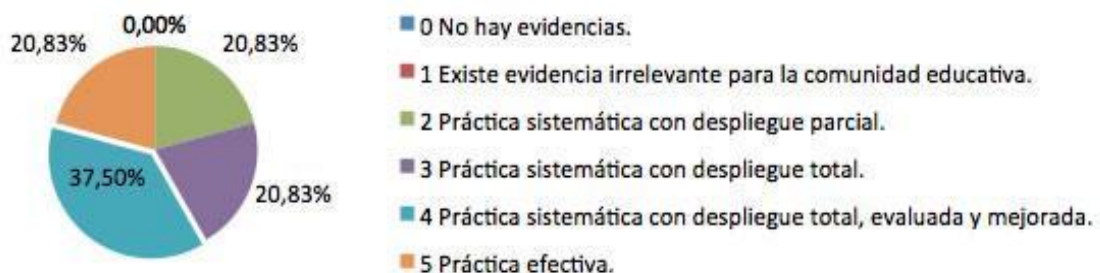 0,00%
20,83%
20,83%
37,50%
20,83%
0 No hay evidencias.
1 Existe evidencia irrelevante para la comunidad educativa.
2 Práctica sistemática con despliegue parcial.
3 Práctica sistemática con despliegue total.
4 Práctica sistemática con despliegue total, evaluada y mejorada.
5 Práctica efectiva.